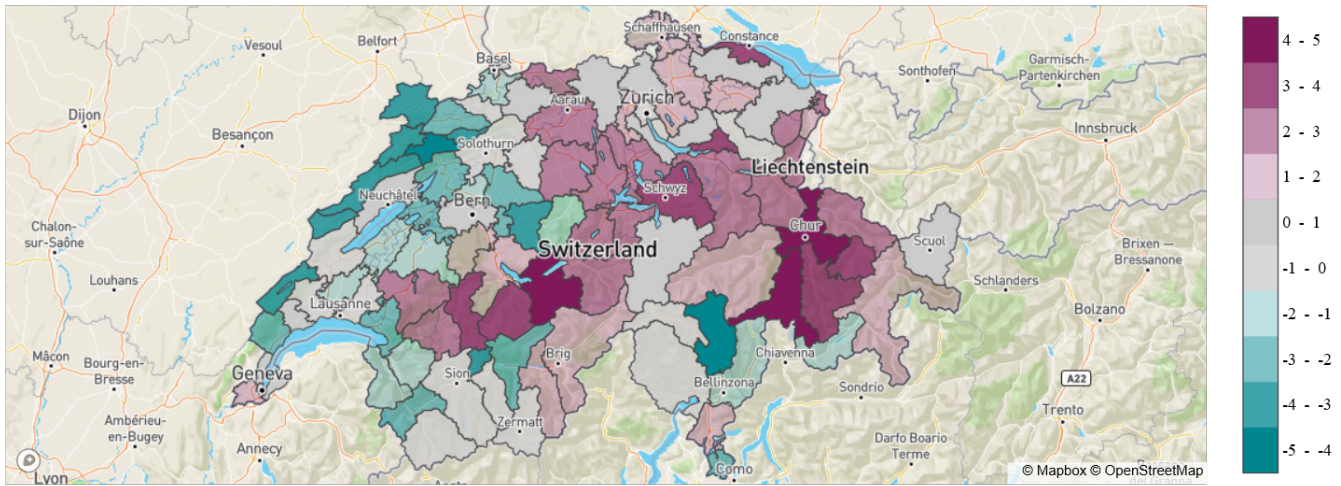 Vesoul
Belfort
Basel
Schaffhausen
Constance
Sonthofen
Garmisch-
Partenkirchen
Dijon
Besançon
Aarau
Zurich
Innsbruck
Solothurn
Liechtenstein
Neuchâtel
Bern
Schwyz
Chalon-
sur-Saône
Switzerland
Chur
Scuol
Brixen —
Bressanone
Louhans
Schlanders
Lausanne
Bolzano
Mâcon
Bourg-en-
Bresse
Geneva
Sion
Brig
Chiavenna
Bellinzona
Sondrio
A22
Trento
Ambérieu-
en-Bugey
Annecy
Zermatt
Darfo Boario
Terme
Lyon
Como
© Mapbox © OpenStreetMap
4 - 5
3 - 4
2 - 3
1 - 2
0 - 1
-1 - 0
-2 - -1
-3 - -2
-4 - -3
-5 - -4